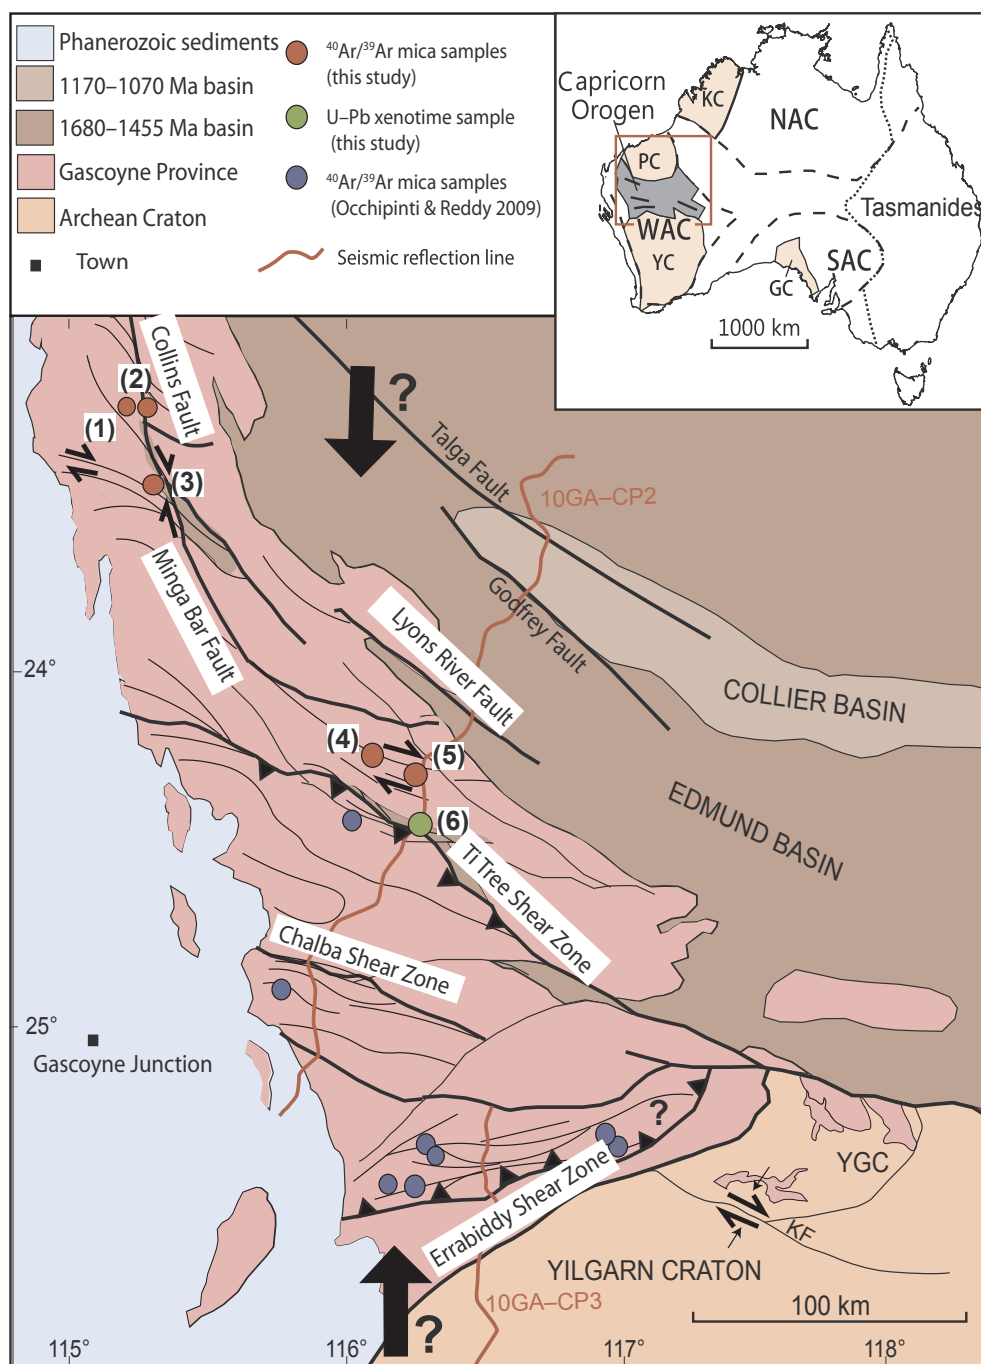 Phanerozoic sediments
1170–1070 Ma basin
1680–1455 Ma basin
Gascoyne Province
Archean Craton
Town
⁴⁰Ar/³⁹Ar mica samples
(this study)
U–Pb xenotime sample
(this study)
⁴⁰Ar/³⁹Ar mica samples
(Occhipinti & Reddy 2009)
Seismic reflection line
Capricorn
Orogen
KC
NAC
PC
WAC
YC
Tasmanides
SAC
GC
1000 km
Collins Fault
(2)
(1)
(3)
?
Talga Fault
10GA–CP2
Minga Bar Fault
Godfrey Fault
Lyons River Fault
24°
COLLIER BASIN
(4)
(5)
(6)
EDMUND BASIN
Ti Tree Shear Zone
Chalba Shear Zone
25°
Gascoyne Junction
?
YGC
Errabiddy Shear Zone
KF
YILGARN CRATON
10GA–CP3
100 km
?
115°
116°
117°
118°